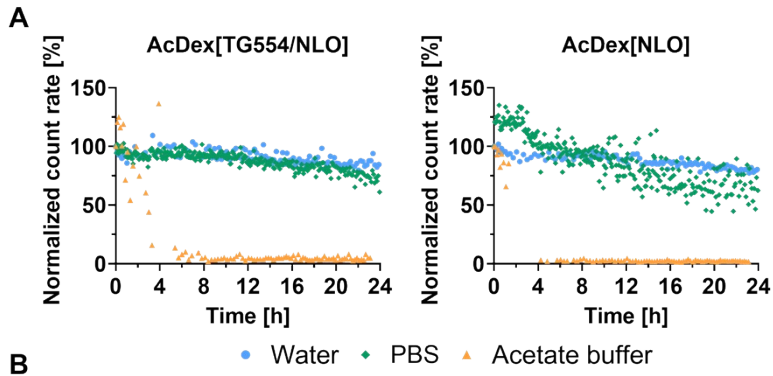 A
AcDex[TG554/NLO]
AcDex[NLO]
Normalized count rate [%]
150
100
50
0
0 4 8 12 16 20 24
Time [h]
Normalized count rate [%]
150
100
50
0
0 4 8 12 16 20 24
Time [h]
Water PBS Acetate buffer
B